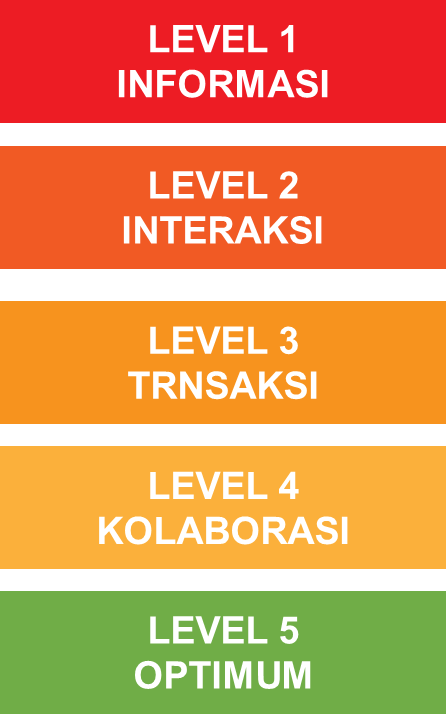 LEVEL 1
INFORMASI
LEVEL 2
INTERAKSI
LEVEL 3
TRNSAKSI
LEVEL 4
KOLABORASI
LEVEL 5
OPTIMUM